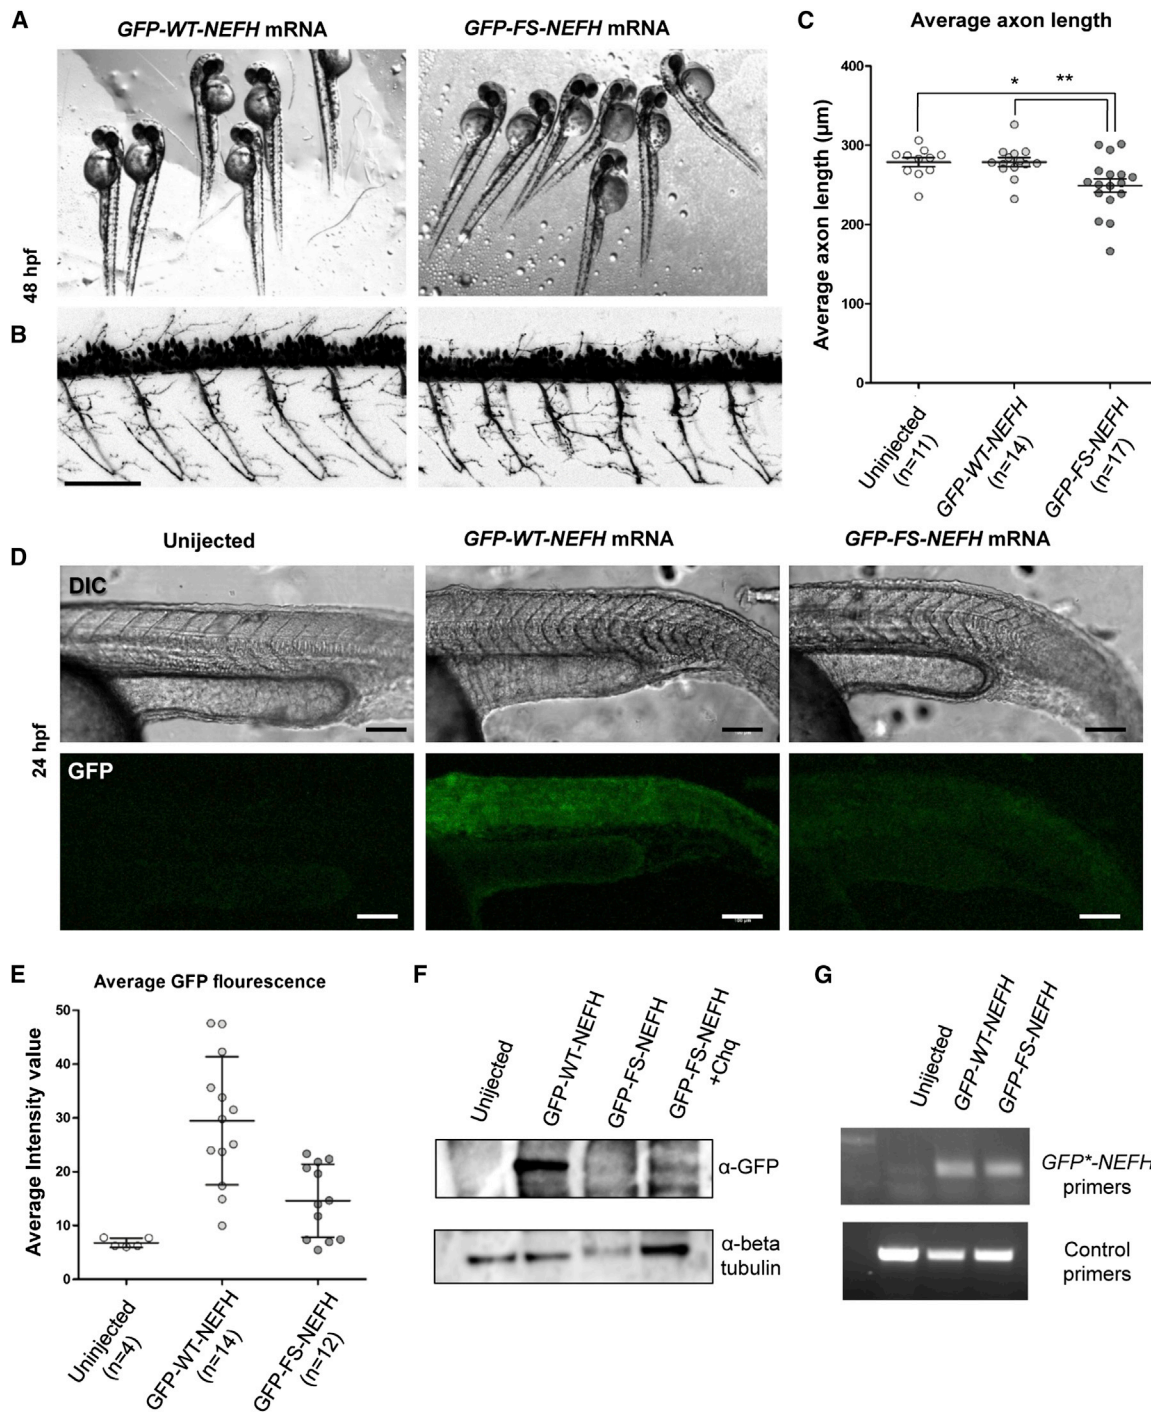 A
GFP-WT-NEFH mRNA
GFP-FS-NEFH mRNA
48 hpf
B
C
Average axon length
Average axon length (µm)
400
300
200
100
0
*
**
Uninjected
(n=11)
GFP-WT-NEFH
(n=14)
GFP-FS-NEFH
(n=17)
D
Unijected
GFP-WT-NEFH mRNA
GFP-FS-NEFH mRNA
24 hpf
DIC
GFP
E
Average GFP flourescence
Average Intensity value
50
40
30
20
10
0
Uninjected
(n=4)
GFP-WT-NEFH
(n=14)
GFP-FS-NEFH
(n=12)
F
Unijected
GFP-WT-NEFH
GFP-FS-NEFH
GFP-FS-NEFH
+Chq
α-GFP
α-beta
tubulin
G
Unijected
GFP-WT-NEFH
GFP-FS-NEFH
GFP*-NEFH
primers
Control
primers